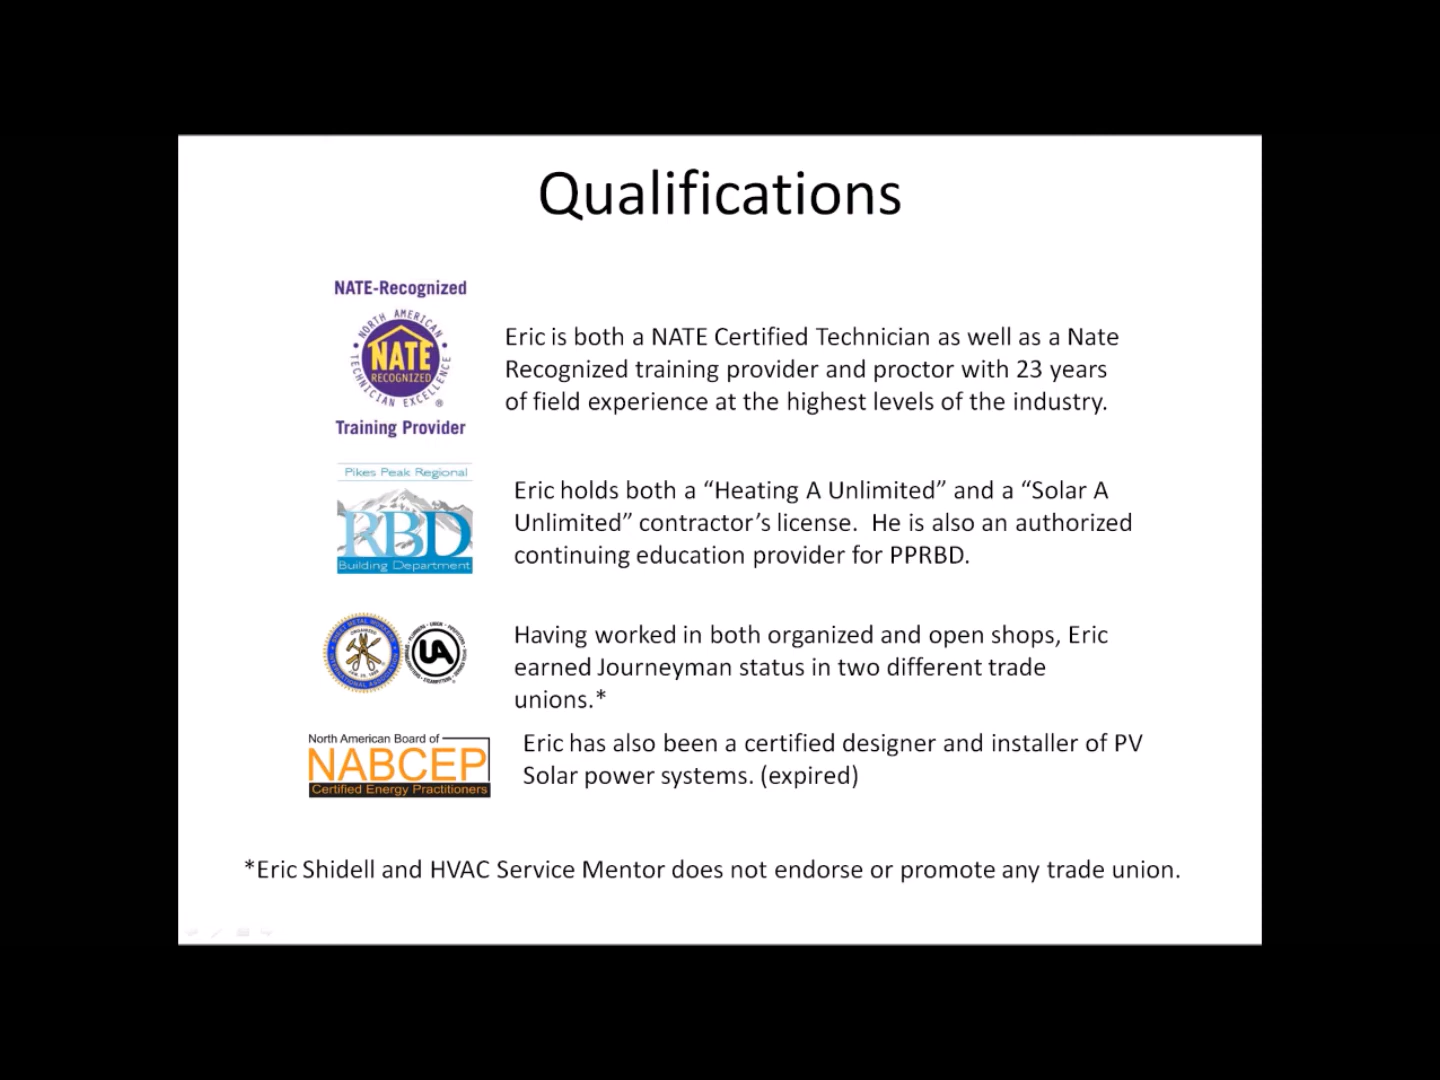 Qualifications
NATE-Recognized
NORTH AMERICAN
NATE
RECOGNIZED
TECHNICIAN EXCELLENCE
®
Training Provider
Eric is both a NATE Certified Technician as well as a Nate
Recognized training provider and proctor with 23 years
of field experience at the highest levels of the industry.
Pikes Peak Regional
RBD
Building Department
Eric holds both a “Heating A Unlimited” and a “Solar A
Unlimited” contractor’s license.  He is also an authorized
continuing education provider for PPRBD.
UA
Having worked in both organized and open shops, Eric
earned Journeyman status in two different trade
unions.*
North American Board of
NABCEP
Certified Energy Practitioners
Eric has also been a certified designer and installer of PV
Solar power systems. (expired)
*Eric Shidell and HVAC Service Mentor does not endorse or promote any trade union.